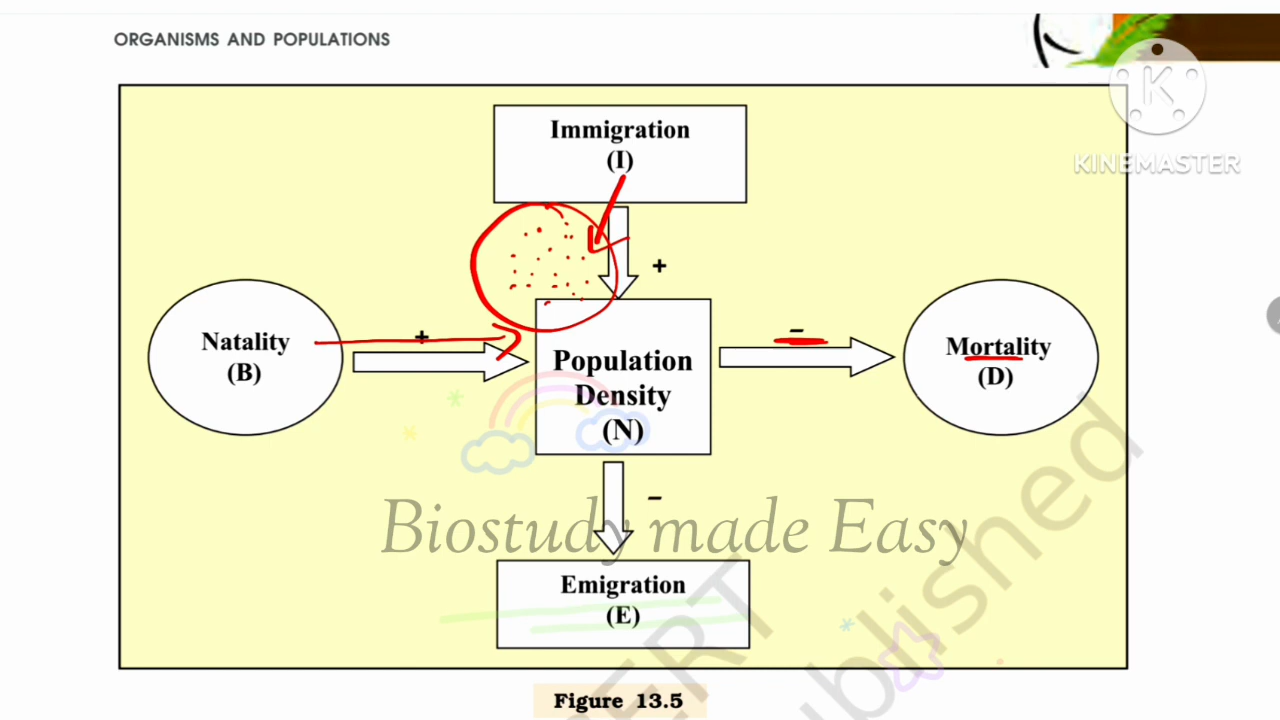 ORGANISMS AND POPULATIONS
K
KINEMASTER
Immigration
(I)
+
Natality
(B)
+
Population
Density
(N)
–
Mortality
(D)
–
Biostudy made Easy
Emigration
(E)
Figure 13.5